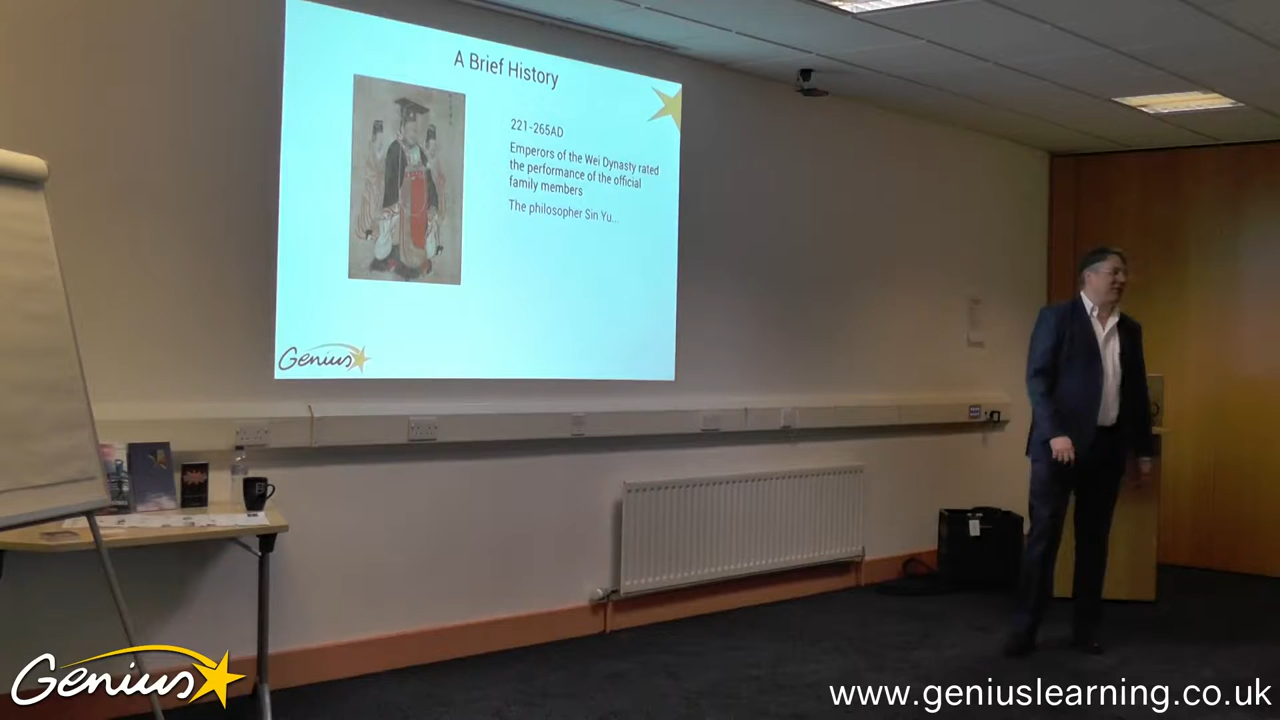 A Brief History
221-265AD
Emperors of the Wei Dynasty rated
the performance of the official
family members
The philosopher Sin Yu...
Genius
Genius
www.geniuslearning.co.uk